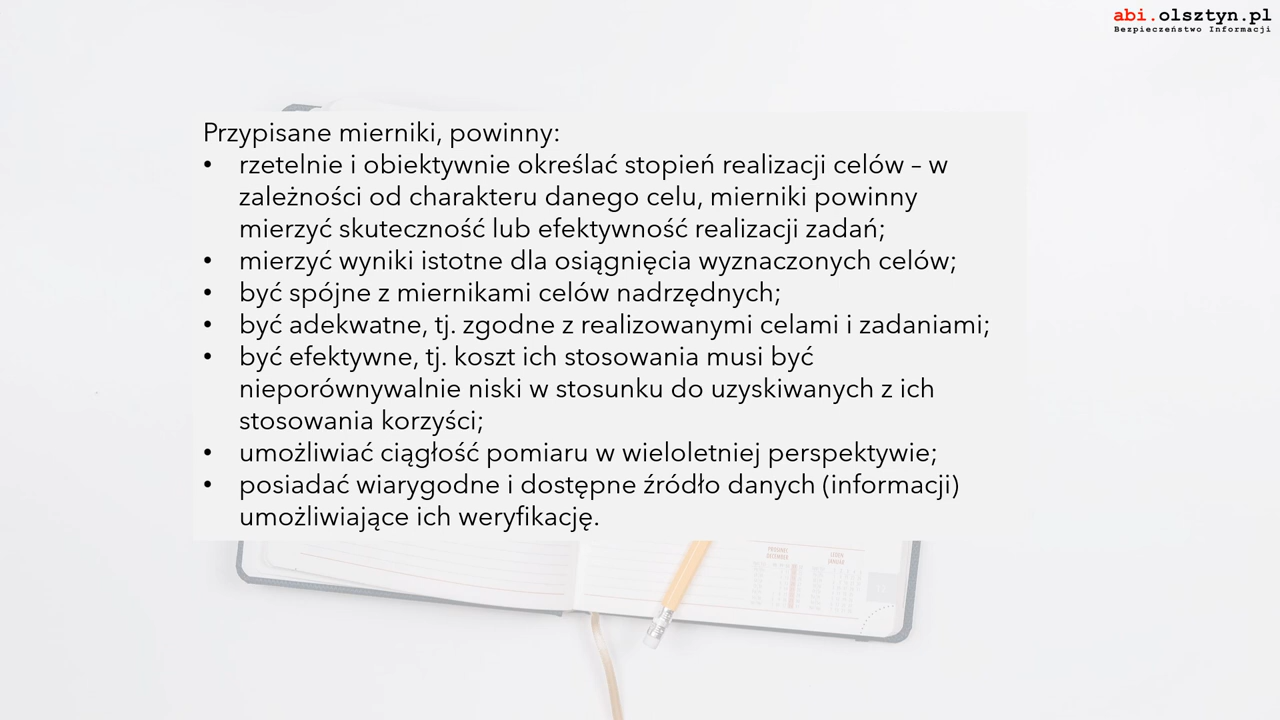 abi.olsztyn.pl
Bezpieczeństwo Informacji
Przypisane mierniki, powinny:
• rzetelnie i obiektywnie określać stopień realizacji celów – w
zależności od charakteru danego celu, mierniki powinny
mierzyć skuteczność lub efektywność realizacji zadań;
• mierzyć wyniki istotne dla osiągnięcia wyznaczonych celów;
• być spójne z miernikami celów nadrzędnych;
• być adekwatne, tj. zgodne z realizowanymi celami i zadaniami;
• być efektywne, tj. koszt ich stosowania musi być
nieporównywalnie niski w stosunku do uzyskiwanych z ich
stosowania korzyści;
• umożliwiać ciągłość pomiaru w wieloletniej perspektywie;
• posiadać wiarygodne i dostępne źródło danych (informacji)
umożliwiające ich weryfikację.